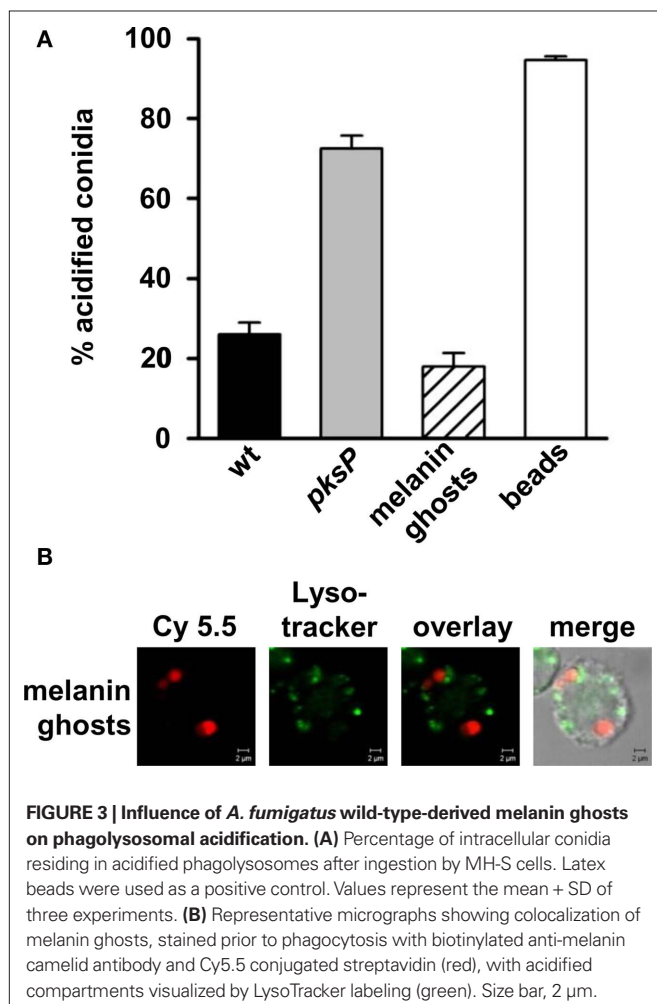 A
% acidified conidia
100
80
60
40
20
0
wt
pksP
melanin
ghosts
beads
B
Cy 5.5
Lyso-
tracker
overlay
merge
melanin
ghosts
2 µm
2 µm
2 µm
2 µm
FIGURE 3 | Influence of A. fumigatus wild-type-derived melanin ghosts
on phagolysosomal acidification. (A) Percentage of intracellular conidia
residing in acidified phagolysosomes after ingestion by MH-S cells. Latex
beads were used as a positive control. Values represent the mean + SD of
three experiments. (B) Representative micrographs showing colocalization of
melanin ghosts, stained prior to phagocytosis with biotinylated anti-melanin
camelid antibody and Cy5.5 conjugated streptavidin (red), with acidified
compartments visualized by LysoTracker labeling (green). Size bar, 2 µm.